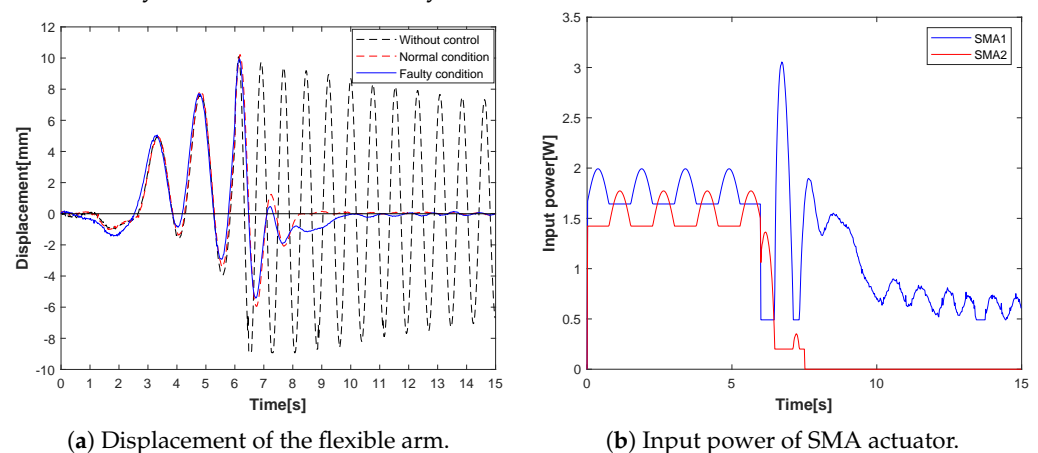 12
10
8
6
4
2
0
-2
-4
-6
-8
-10
0 1 2 3 4 5 6 7 8 9 10 11 12 13 14 15
Displacement[mm]
Time[s]
Without control
Normal condition
Faulty condition
(a) Displacement of the flexible arm.
3.5
3
2.5
2
1.5
1
0.5
0
0 5 10 15
Input power[W]
Time[s]
SMA1
SMA2
(b) Input power of SMA actuator.